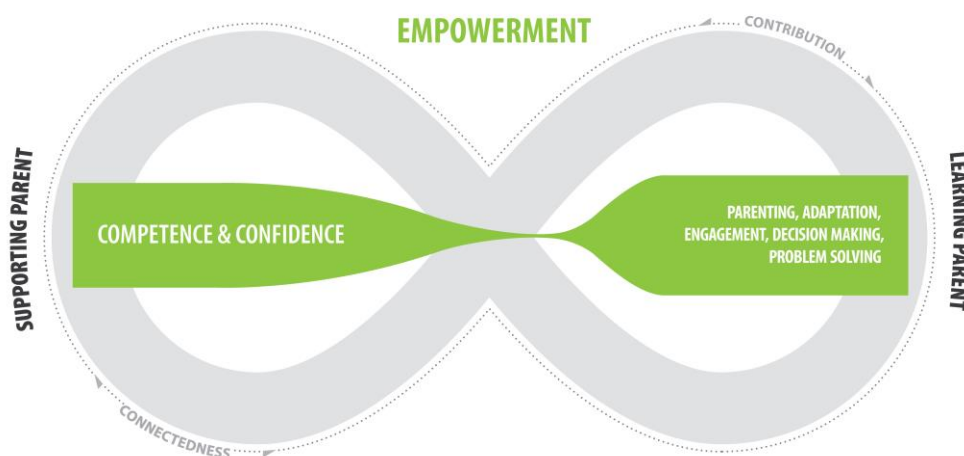 EMPOWERMENT
CONTRIBUTION
SUPPORTING PARENT
COMPETENCE & CONFIDENCE
PARENTING, ADAPTATION,
ENGAGEMENT, DECISION MAKING,
PROBLEM SOLVING
LEARNING PARENT
CONNECTEDNESS